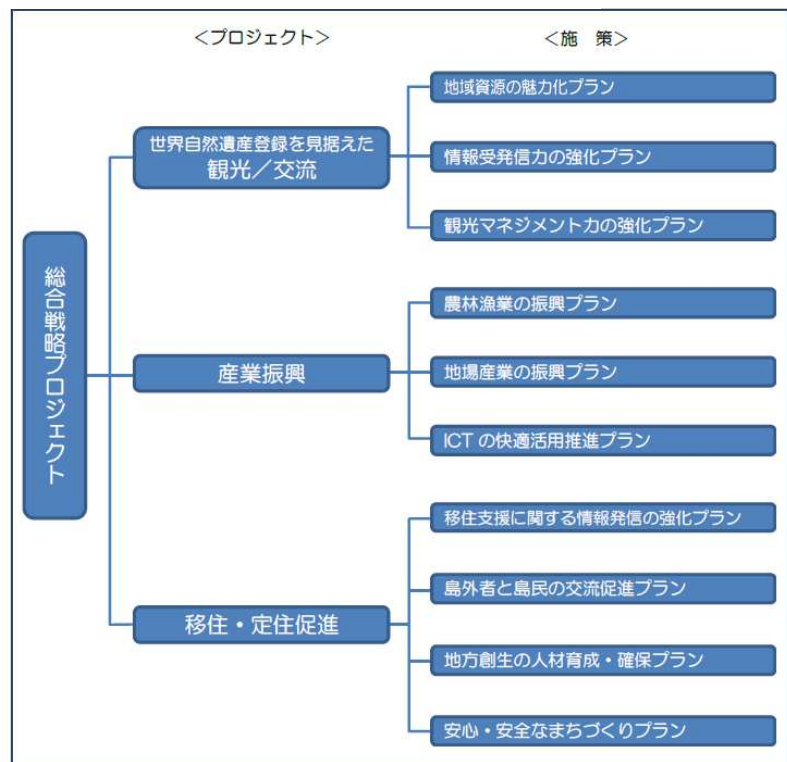 ＜プロジェクト＞
＜施　策＞
総合戦略プロジェクト
世界自然遺産登録を見据えた
観光／交流
地域資源の魅力化プラン
情報受発信力の強化プラン
観光マネジメント力の強化プラン
産業振興
農林漁業の振興プラン
地場産業の振興プラン
ICT の快適活用推進プラン
移住・定住促進
移住支援に関する情報発信の強化プラン
島外者と島民の交流促進プラン
地方創生の人材育成・確保プラン
安心・安全なまちづくりプラン